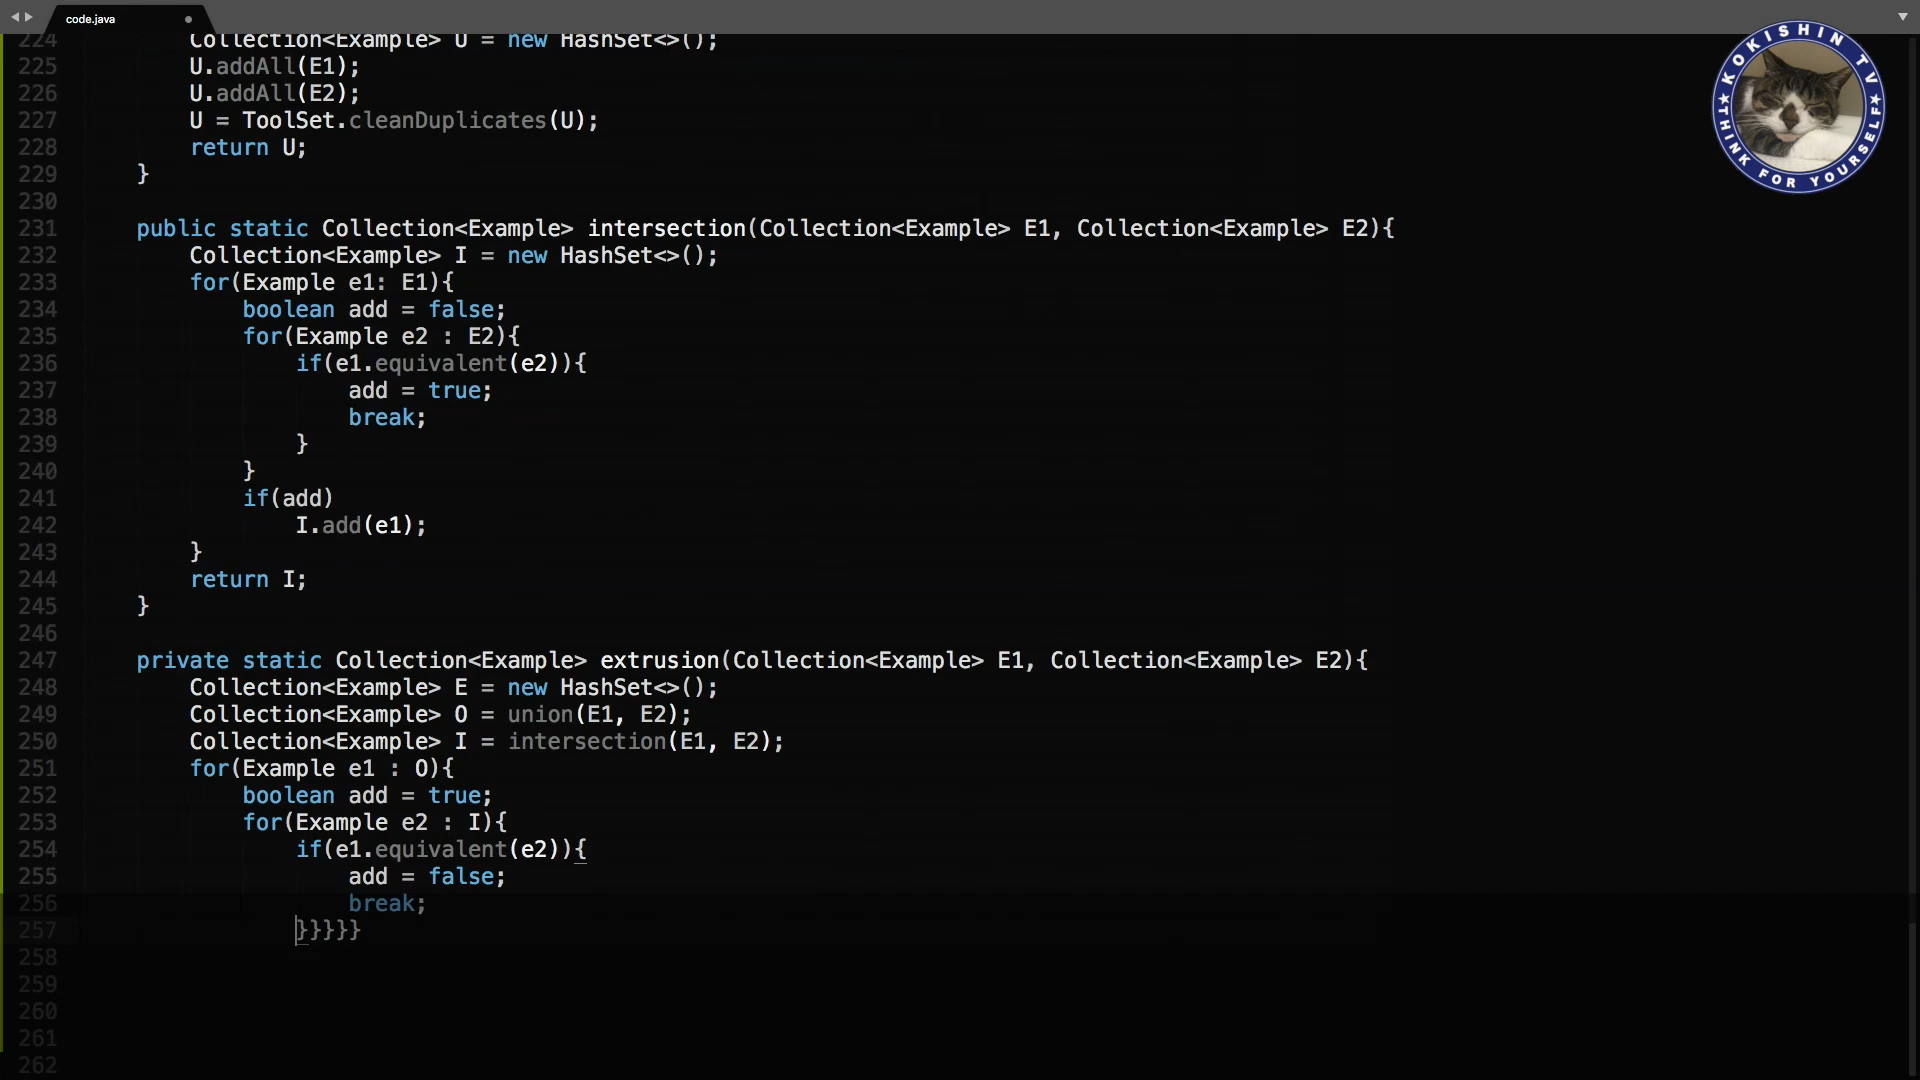 code.java
224 Collection<Example> U = new HashSet<>();
225 U.addAll(E1);
226 U.addAll(E2);
227 U = ToolSet.cleanDuplicates(U);
228 return U;
229 }
230
231 public static Collection<Example> intersection(Collection<Example> E1, Collection<Example> E2){
232 Collection<Example> I = new HashSet<>();
233 for(Example e1: E1){
234 boolean add = false;
235 for(Example e2 : E2){
236 if(e1.equivalent(e2)){
237 add = true;
238 break;
239 }
240 }
241 if(add)
242 I.add(e1);
243 }
244 return I;
245 }
246
247 private static Collection<Example> extrusion(Collection<Example> E1, Collection<Example> E2){
248 Collection<Example> E = new HashSet<>();
249 Collection<Example> O = union(E1, E2);
250 Collection<Example> I = intersection(E1, E2);
251 for(Example e1 : O){
252 boolean add = true;
253 for(Example e2 : I){
254 if(e1.equivalent(e2)){
255 add = false;
256 break;
257 }}}}}
258
259
260
261
262
KOKISHIN TV
THINK FOR YOURSELF